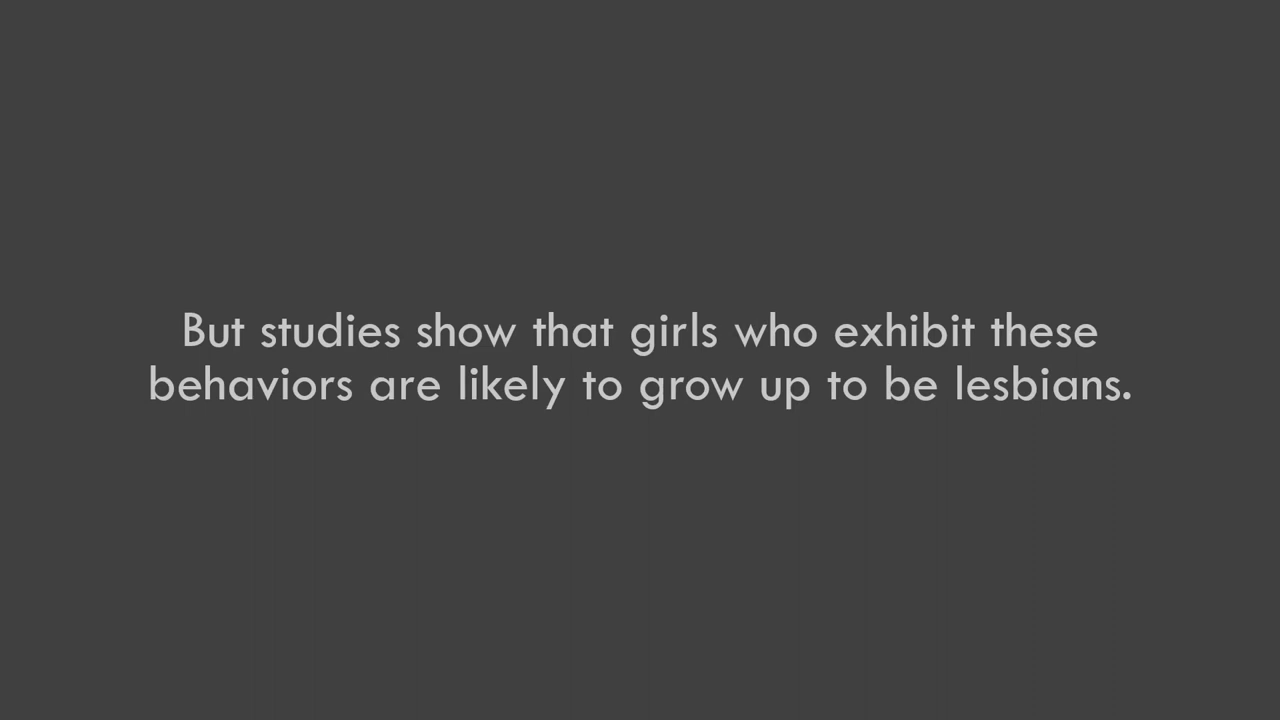 But studies show that girls who exhibit these
behaviors are likely to grow up to be lesbians.